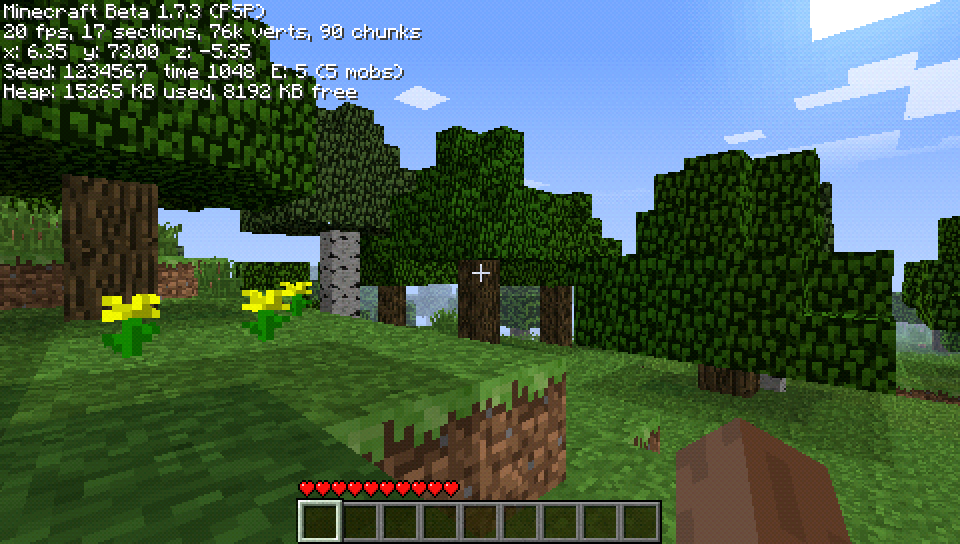 Minecraft Beta 1.7.3 (PSP)
20 fps, 17 sections, 76k verts, 90 chunks
x: 6.35 y: 73.00 z: -5.35
Seed: 1234567 time 1048 E: 5 (5 mobs)
Heap: 15265 KB used, 8192 KB free